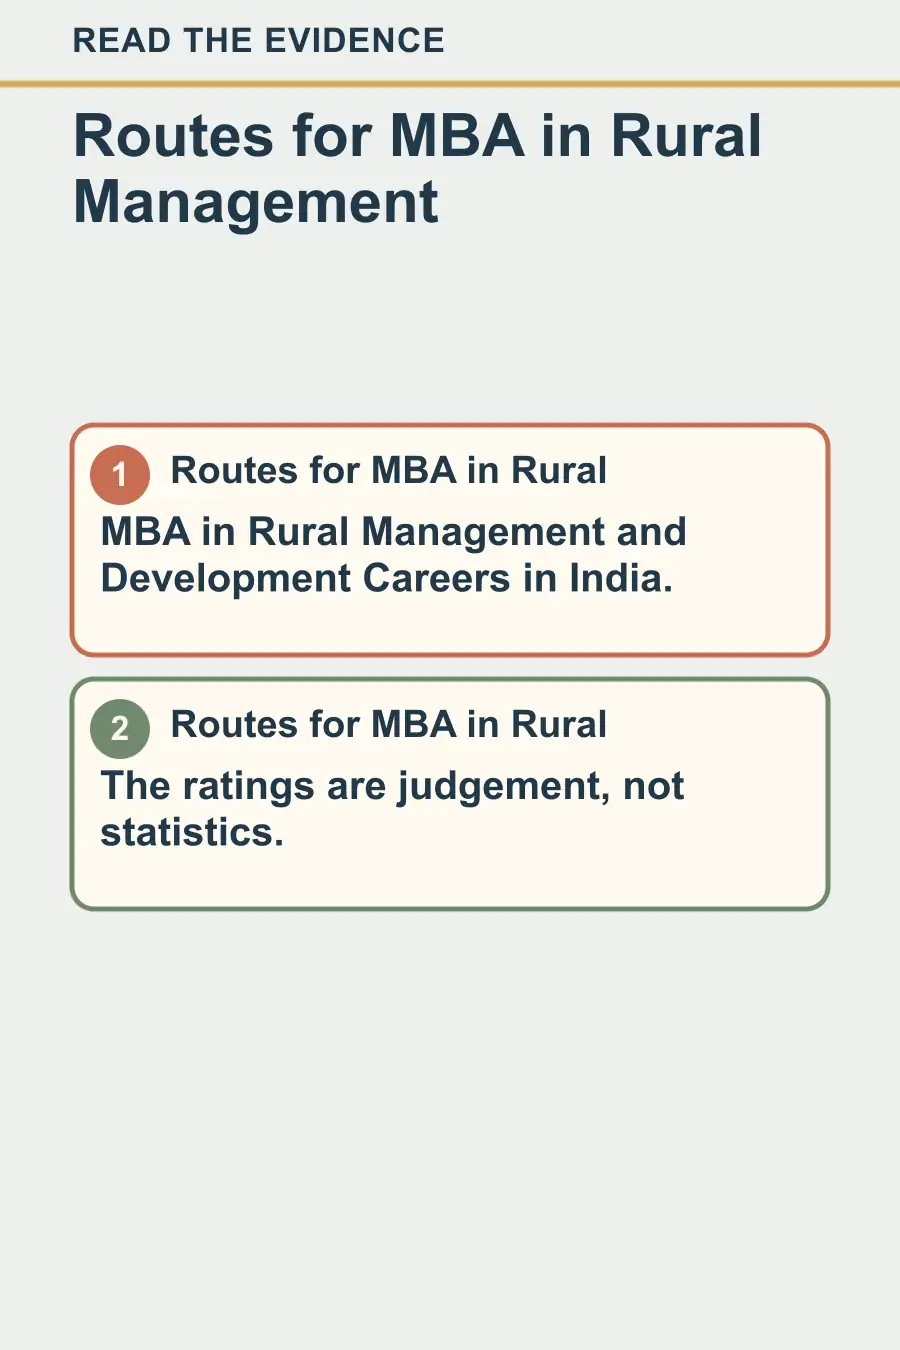 READ THE EVIDENCE
Routes for MBA in Rural
Management
1 Routes for MBA in Rural
MBA in Rural Management and
Development Careers in India.
2 Routes for MBA in Rural
The ratings are judgement, not
statistics.